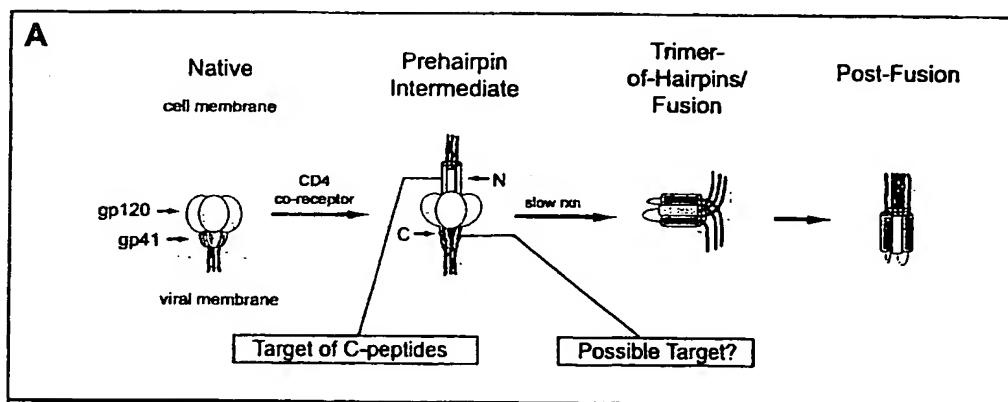 A
Native
Prehairpin
Intermediate
Trimer-
of-Hairpins/
Fusion
Post-Fusion
cell membrane
CD4
co-receptor
N
slow rxn
gp120
gp41
C
viral membrane
Target of C-peptides
Possible Target?